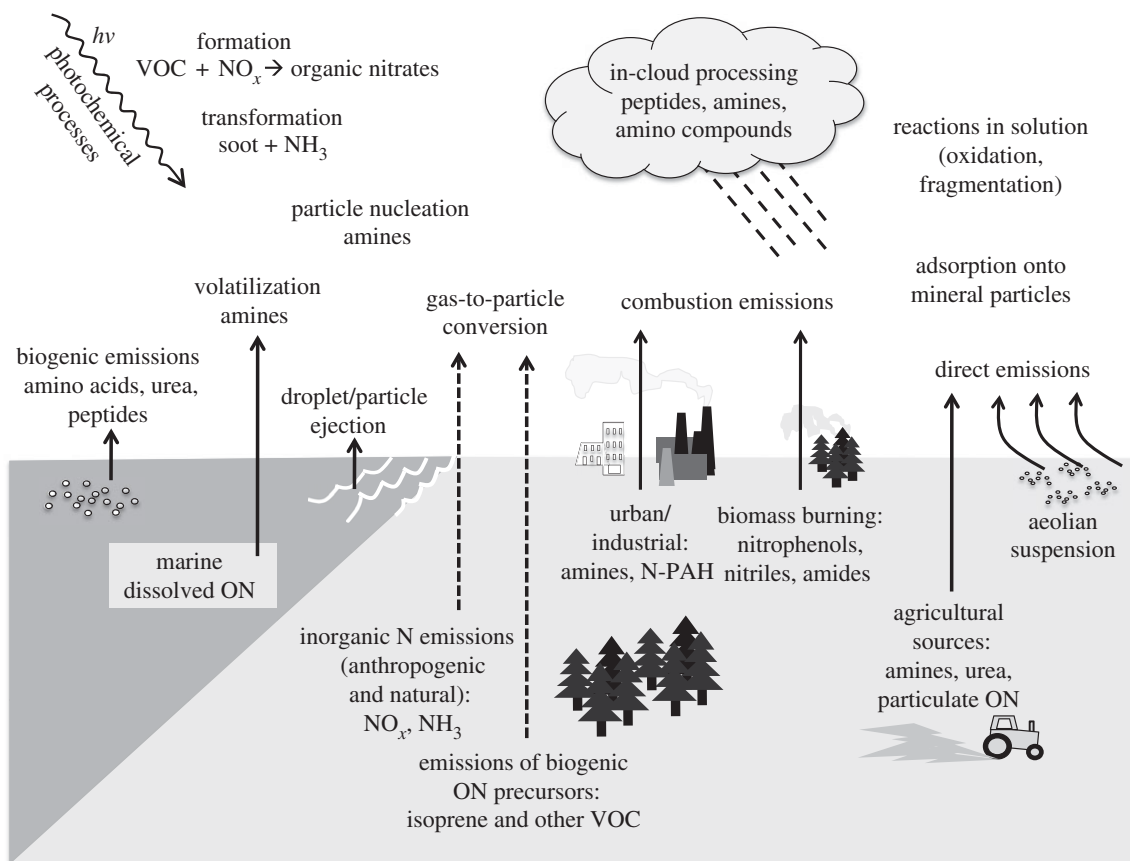 hν
photochemical
processes
formation
VOC + NOx → organic nitrates
transformation
soot + NH3
in-cloud processing
peptides, amines,
amino compounds
reactions in solution
(oxidation,
fragmentation)
particle nucleation
amines
adsorption onto
mineral particles
volatilization
amines
gas-to-particle
conversion
combustion emissions
biogenic emissions
amino acids, urea,
peptides
droplet/particle
ejection
direct emissions
marine
dissolved ON
urban/
industrial:
amines, N-PAH
biomass burning:
nitrophenols,
nitriles, amides
aeolian
suspension
inorganic N emissions
(anthropogenic
and natural):
NOx, NH3
agricultural
sources:
amines, urea,
particulate ON
emissions of biogenic
ON precursors:
isoprene and other VOC